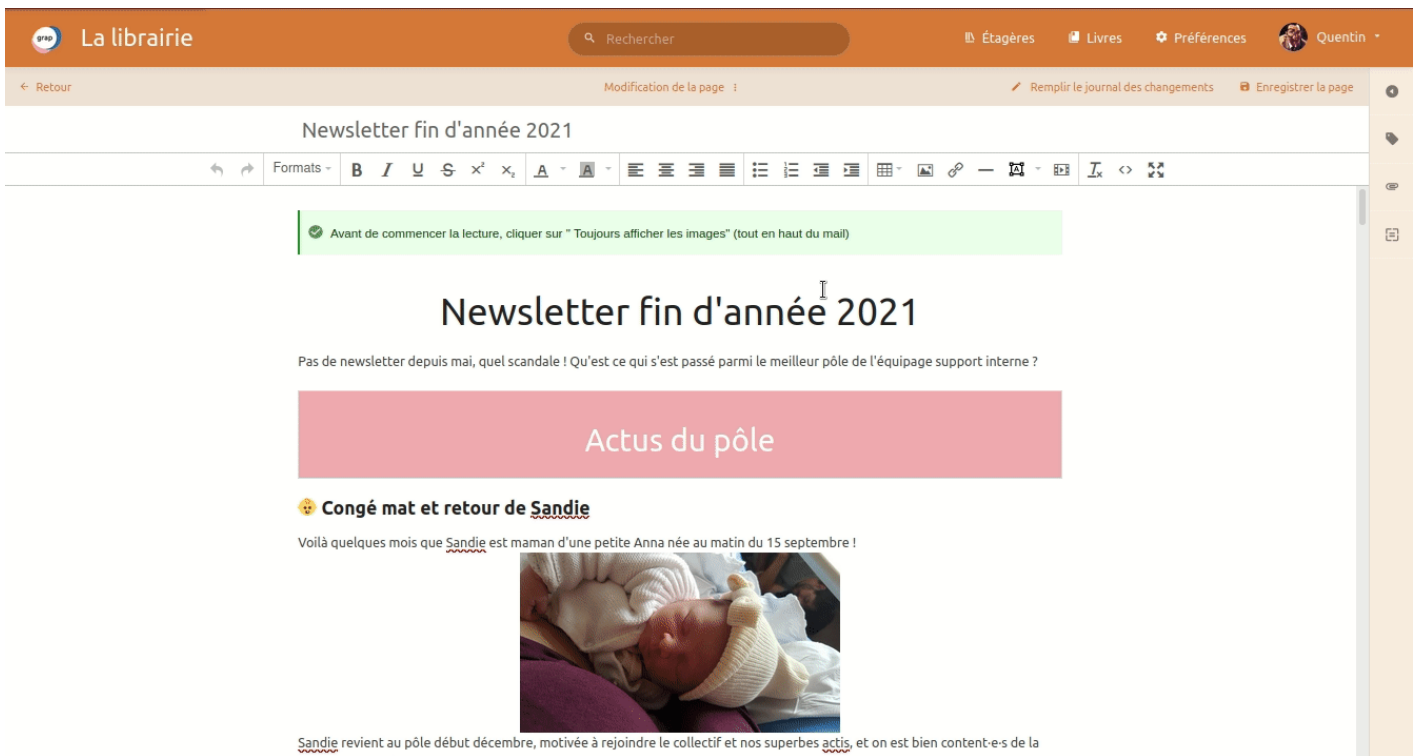 grap La librairie Rechercher Étagères Livres Préférences Quentin
Retour Modification de la page Remplir le journal des changements Enregistrer la page
Newsletter fin d'année 2021
Formats B I U S x² x₂ A A
Avant de commencer la lecture, cliquer sur " Toujours afficher les images" (tout en haut du mail)
Newsletter fin d'année 2021
Pas de newsletter depuis mai, quel scandale ! Qu'est ce qui s'est passé parmi le meilleur pôle de l'équipage support interne ?
Actus du pôle
Congé mat et retour de Sandie
Voilà quelques mois que Sandie est maman d'une petite Anna née au matin du 15 septembre !
Sandie revient au pôle début décembre, motivée à rejoindre le collectif et nos superbes actis, et on est bien content·e·s de la